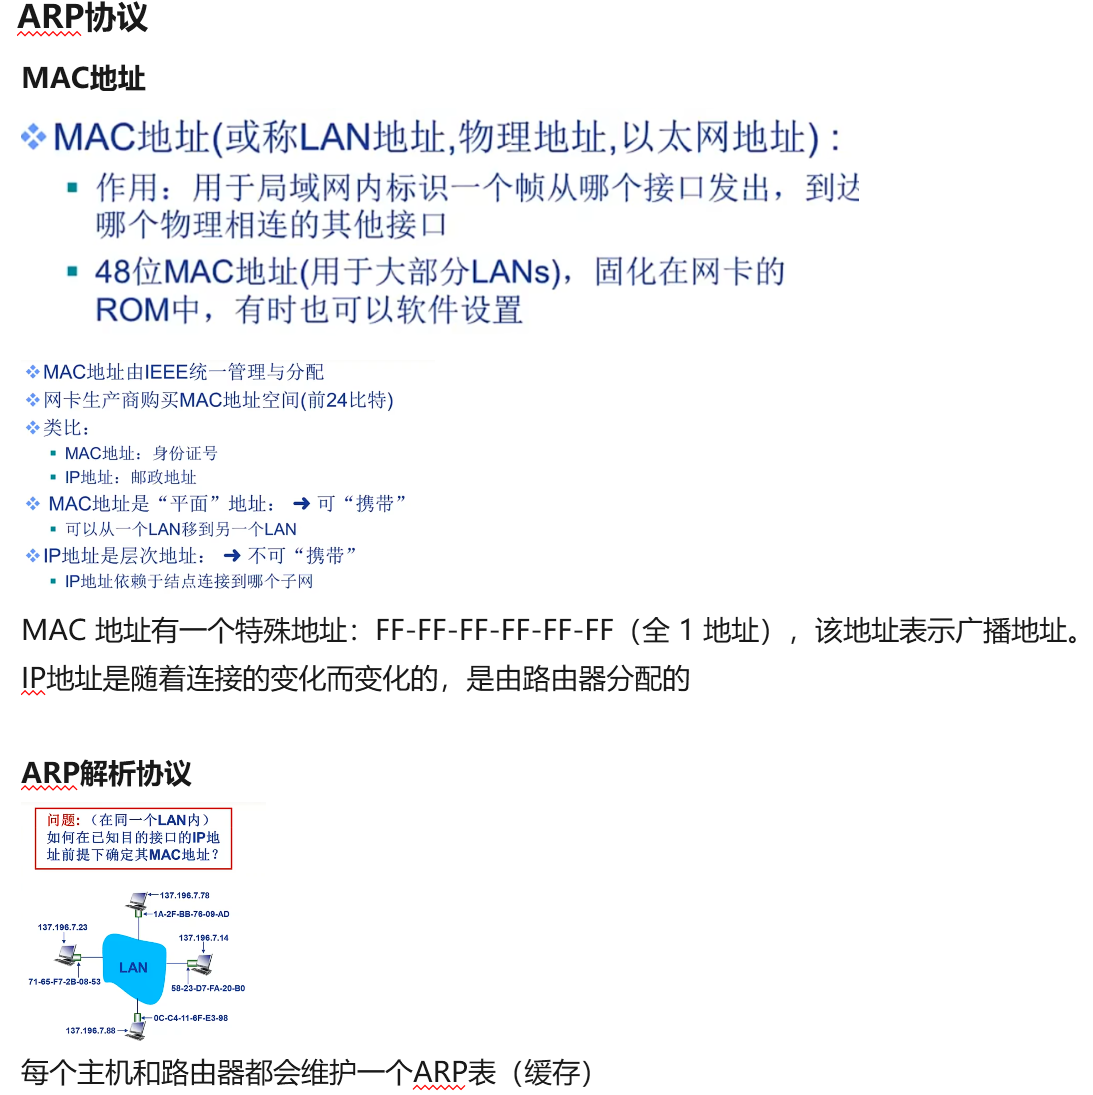 ARP协议
MAC地址
MAC地址(或称LAN地址,物理地址,以太网地址)：
作用：用于局域网内标识一个帧从哪个接口发出，到达
哪个物理相连的其他接口
48位MAC地址(用于大部分LANs)，固化在网卡的
ROM中，有时也可以软件设置
MAC地址由IEEE统一管理与分配
网卡生产商购买MAC地址空间(前24比特)
类比：
MAC地址：身份证号
IP地址：邮政地址
MAC地址是“平面”地址： ➜ 可“携带”
可以从一个LAN移到另一个LAN
IP地址是层次地址： ➜ 不可“携带”
IP地址依赖于结点连接到哪个子网
MAC 地址有一个特殊地址：FF-FF-FF-FF-FF-FF（全 1 地址），该地址表示广播地址。
IP地址是随着连接的变化而变化的，是由路由器分配的
ARP解析协议
问题:（在同一个LAN内）
如何在已知目的接口的IP地
址前提下确定其MAC地址？
137.196.7.78
1A-2F-BB-76-09-AD
137.196.7.23
137.196.7.14
LAN
71-65-F7-2B-08-53
58-23-D7-FA-20-B0
0C-C4-11-6F-E3-98
137.196.7.88
每个主机和路由器都会维护一个ARP表（缓存）